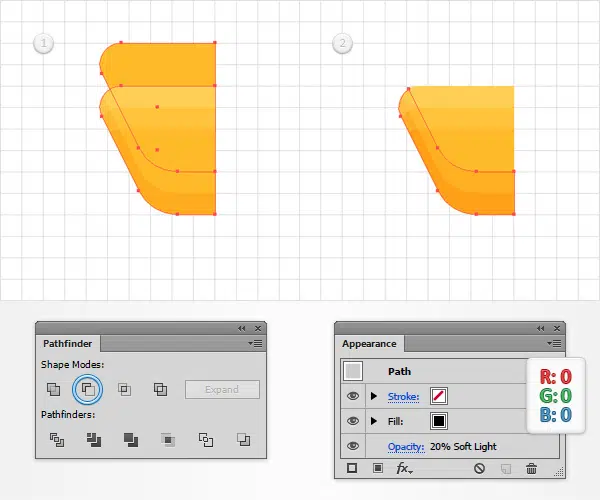 1
2
Pathfinder
Shape Modes:
Expand
Pathfinders:
Appearance
Path
Stroke:
Fill:
Opacity: 20% Soft Light
fx
R: 0
G: 0
B: 0